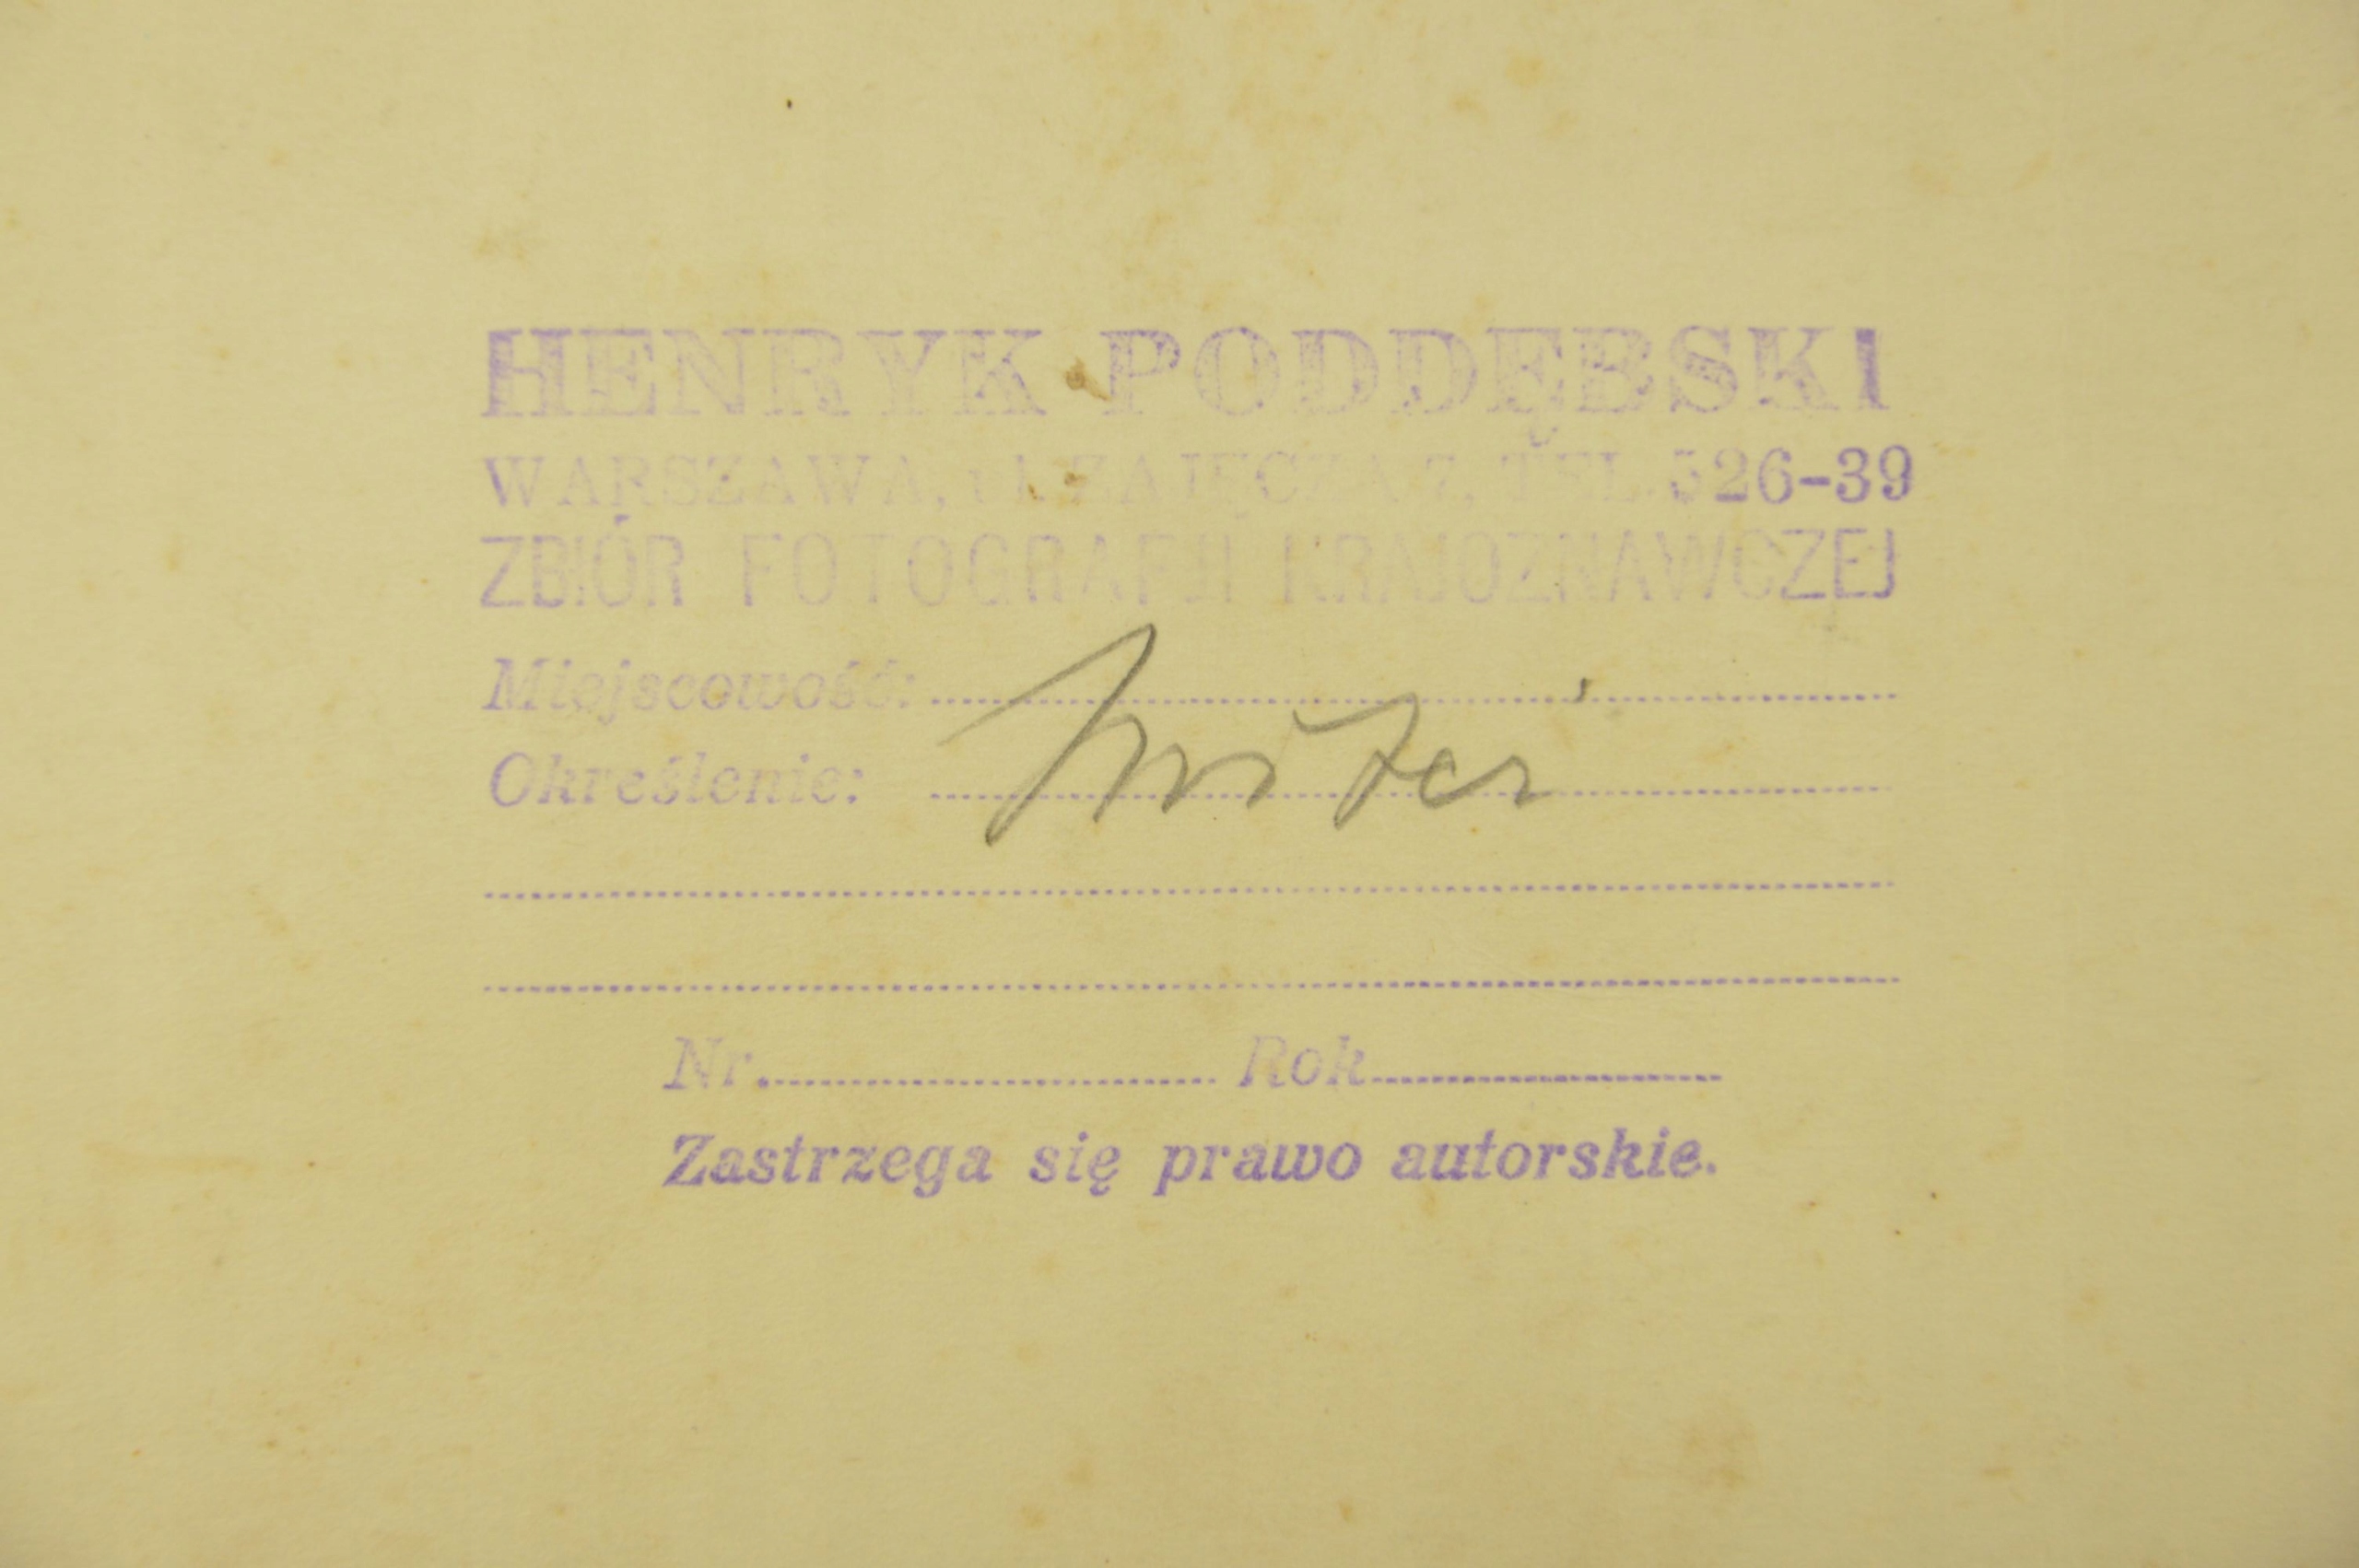 HENRYK PODDĘBSKI
WARSZAWA, ul. ZAJĘCZA 7, TEL. 326-39
ZBIÓR FOTOGRAFII KRAJOZNAWCZEJ
Miejscowość:
Określenie:
Nr. Rok
Zastrzega się prawo autorskie.